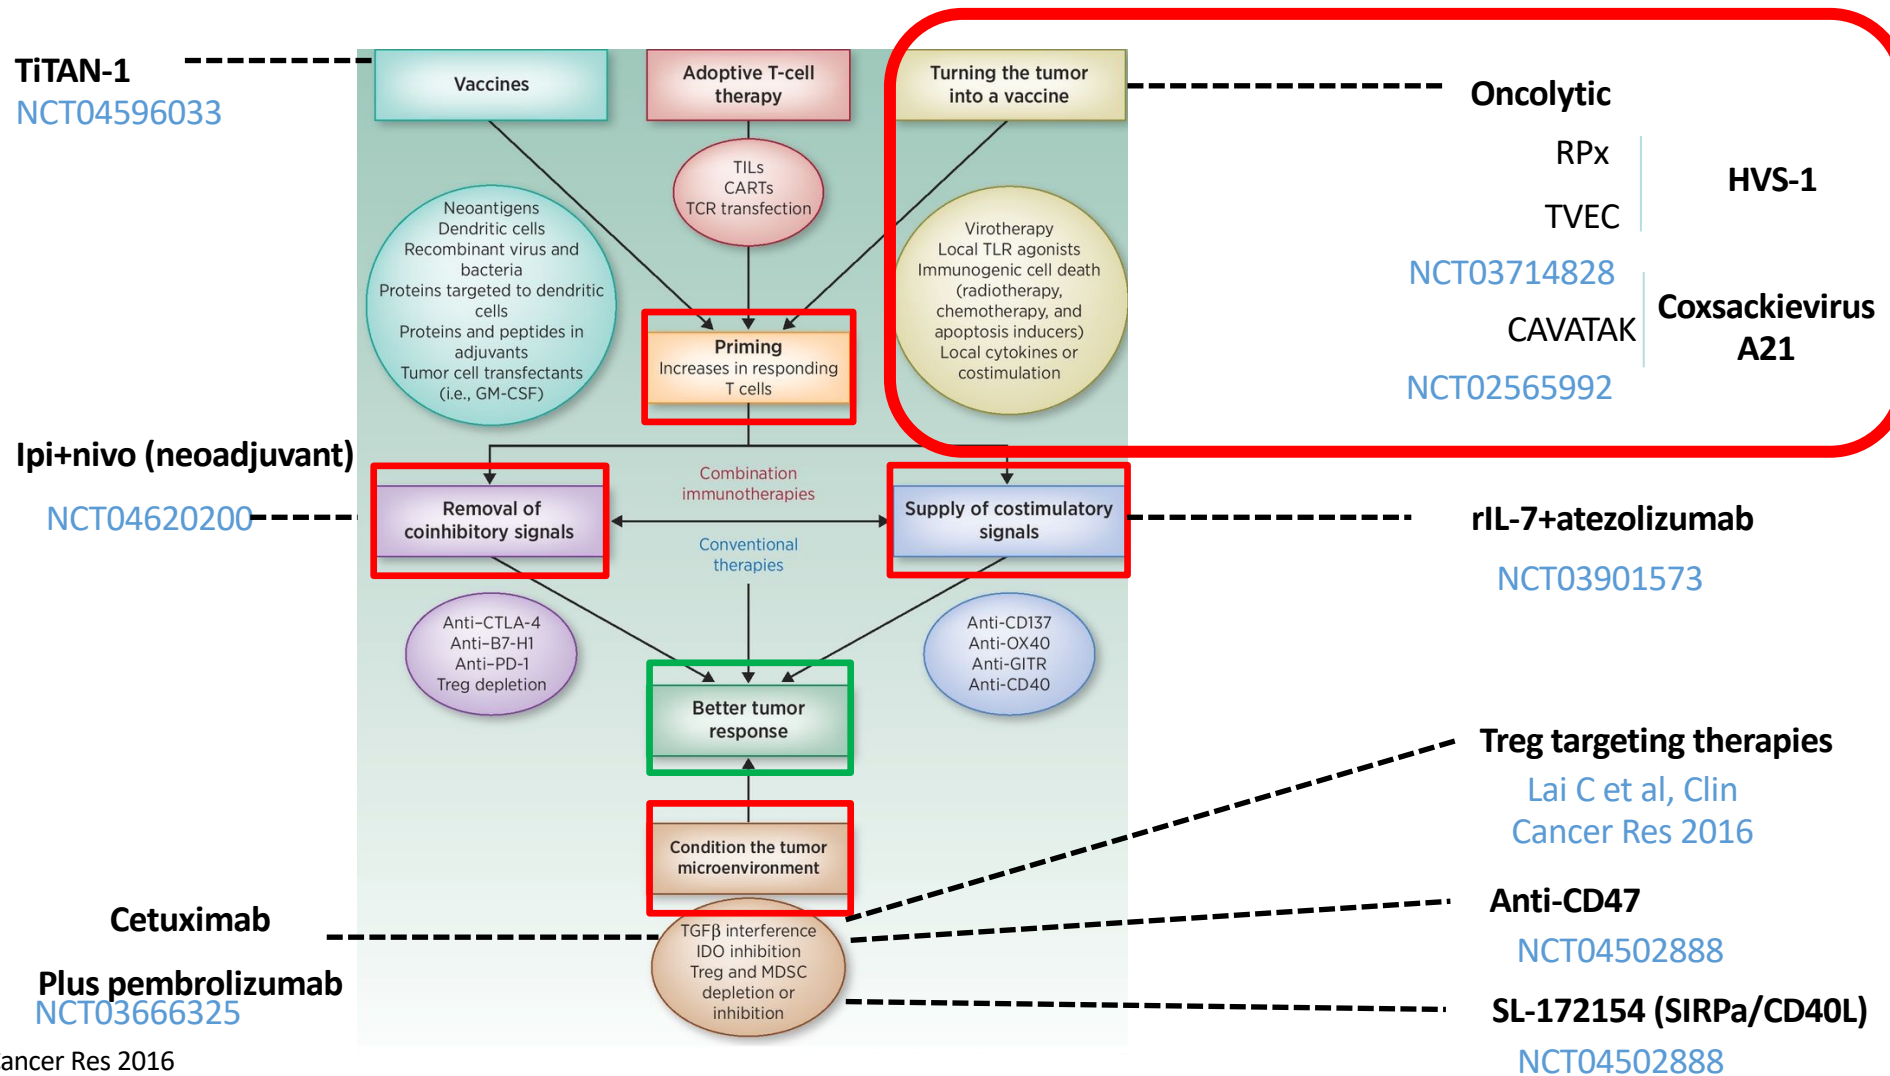 TiTAN-1
NCT04596033
Vaccines
Adoptive T-cell
therapy
Turning the tumor
into a vaccine
Oncolytic
RPx
TVEC
HVS-1
NCT03714828
CAVATAK
Coxsackievirus
A21
NCT02565992
TILs
CARTs
TCR transfection
Neoantigens
Dendritic cells
Recombinant virus and
bacteria
Proteins targeted to dendritic
cells
Proteins and peptides in
adjuvants
Tumor cell transfectants
(i.e., GM-CSF)
Virotherapy
Local TLR agonists
Immunogenic cell death
(radiotherapy,
chemotherapy, and
apoptosis inducers)
Local cytokines or
costimulation
Priming
Increases in responding
T cells
Ipi+nivo (neoadjuvant)
NCT04620200
Removal of
coinhibitory signals
Combination
immunotherapies
Conventional
therapies
Supply of costimulatory
signals
rIL-7+atezolizumab
NCT03901573
Anti–CTLA-4
Anti–B7-H1
Anti–PD-1
Treg depletion
Anti-CD137
Anti-OX40
Anti-GITR
Anti-CD40
Better tumor
response
Treg targeting therapies
Lai C et al, Clin
Cancer Res 2016
Condition the tumor
microenvironment
Cetuximab
Plus pembrolizumab
NCT03666325
TGFβ interference
IDO inhibition
Treg and MDSC
depletion or
inhibition
Anti-CD47
NCT04502888
SL-172154 (SIRPa/CD40L)
NCT04502888
Cancer Res 2016